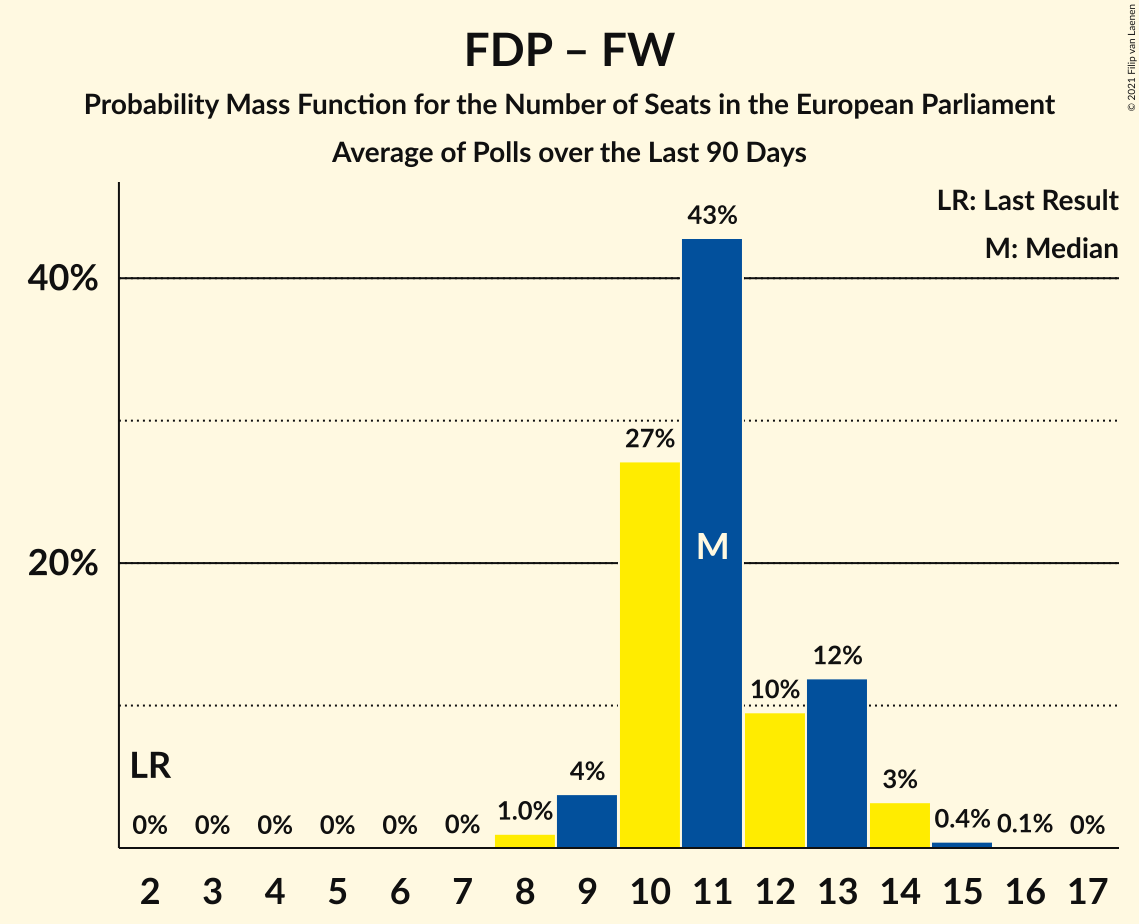 FDP – FW
Probability Mass Function for the Number of Seats in the European Parliament
Average of Polls over the Last 90 Days
© 2021 Filip van Laenen
LR: Last Result
M: Median
40%
20%
43%
27%
M
12%
10%
LR
4%
3%
1.0%
0.4%
0.1%
0% 0% 0% 0% 0% 0% 0%
2 3 4 5 6 7 8 9 10 11 12 13 14 15 16 17